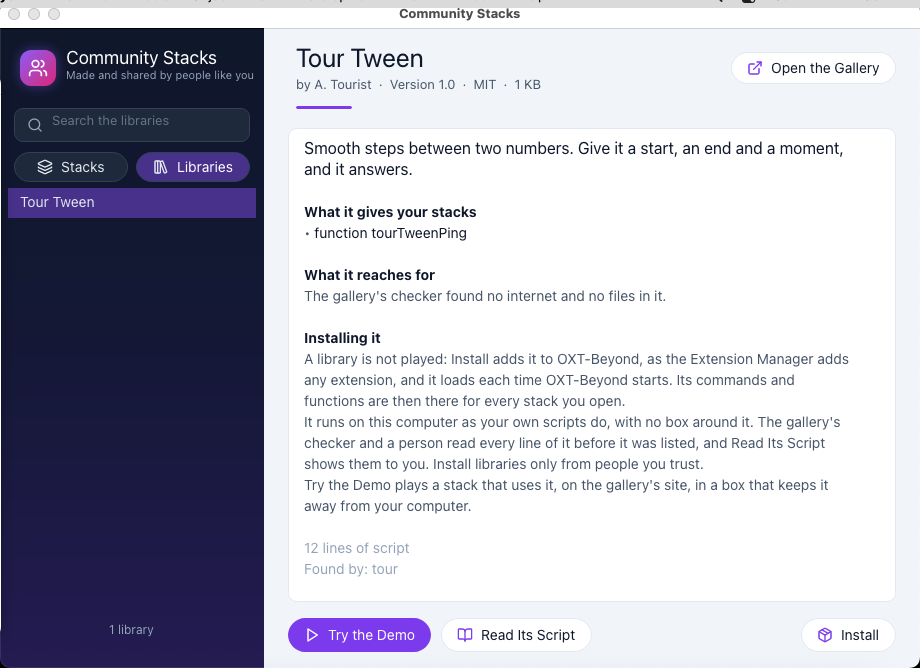 Community Stacks
Community Stacks
Made and shared by people like you
Search the libraries
Stacks
Libraries
Tour Tween
1 library
Tour Tween
by A. Tourist · Version 1.0 · MIT · 1 KB
Open the Gallery
Smooth steps between two numbers. Give it a start, an end and a moment,
and it answers.
What it gives your stacks
• function tourTweenPing
What it reaches for
The gallery's checker found no internet and no files in it.
Installing it
A library is not played: Install adds it to OXT-Beyond, as the Extension Manager adds
any extension, and it loads each time OXT-Beyond starts. Its commands and
functions are then there for every stack you open.
It runs on this computer as your own scripts do, with no box around it. The gallery's
checker and a person read every line of it before it was listed, and Read Its Script
shows them to you. Install libraries only from people you trust.
Try the Demo plays a stack that uses it, on the gallery's site, in a box that keeps it
away from your computer.
12 lines of script
Found by: tour
Try the Demo
Read Its Script
Install